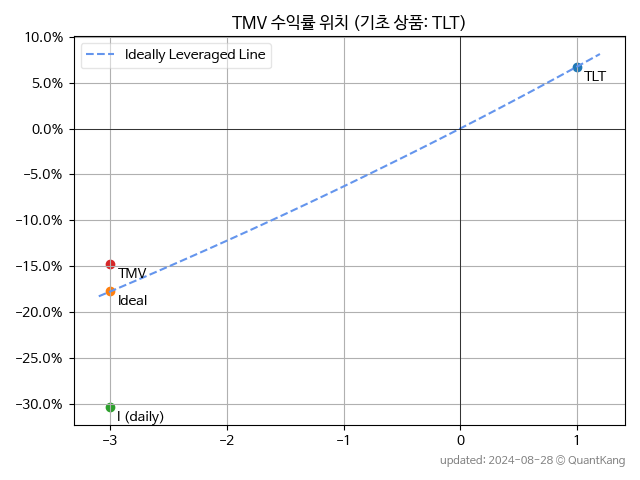 TMV 수익률 위치 (기초 상품: TLT)
10.0%
Ideally Leveraged Line
5.0%
TLT
0.0%
−5.0%
−10.0%
−15.0%
TMV
Ideal
−20.0%
−25.0%
−30.0%
I (daily)
−3
−2
−1
0
1
updated: 2024-08-28 © QuantKang